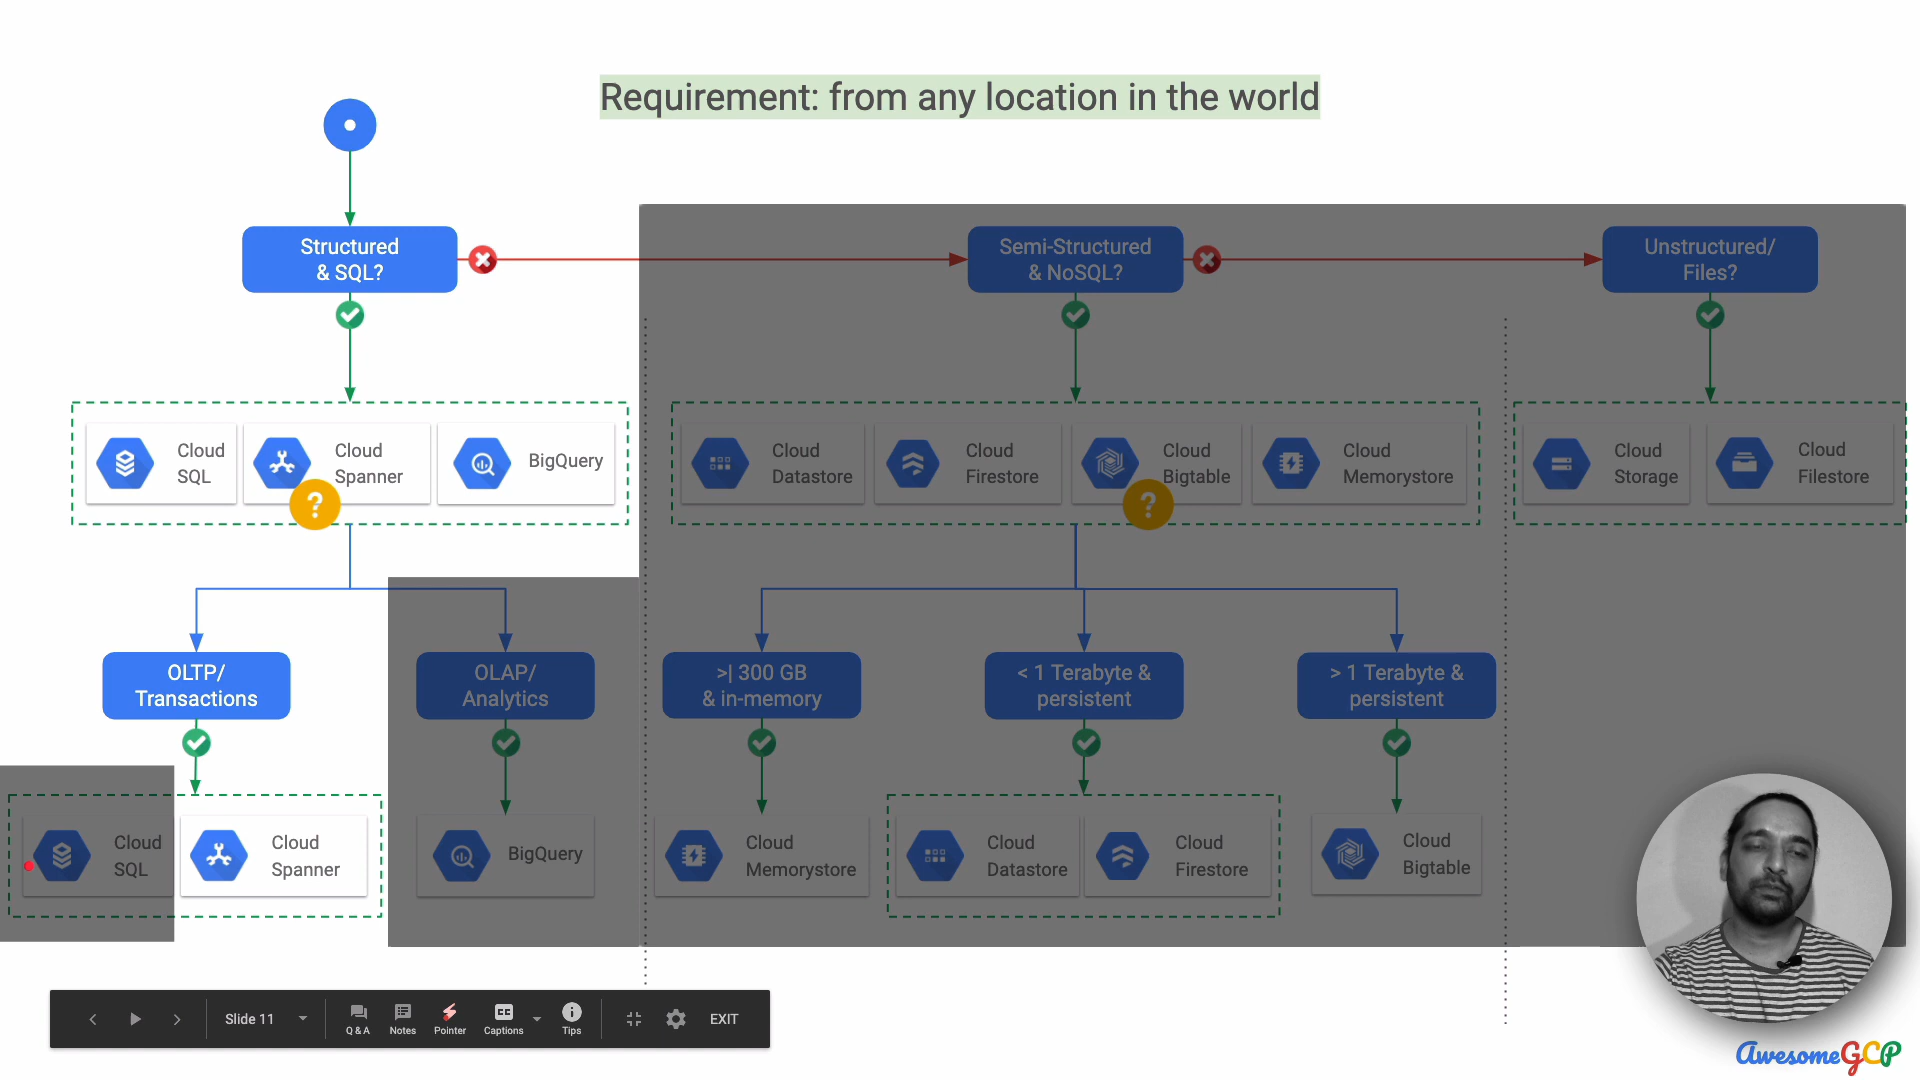 Requirement: from any location in the world
Structured
& SQL?
Semi-Structured
& NoSQL?
Unstructured/
Files?
Cloud
SQL
Cloud
Spanner
BigQuery
Cloud
Datastore
Cloud
Firestore
Cloud
Bigtable
Cloud
Memorystore
Cloud
Storage
Cloud
Filestore
?
?
OLTP/
Transactions
OLAP/
Analytics
>| 300 GB
& in-memory
< 1 Terabyte &
persistent
> 1 Terabyte &
persistent
Cloud
SQL
Cloud
Spanner
BigQuery
Cloud
Memorystore
Cloud
Datastore
Cloud
Firestore
Cloud
Bigtable
Slide 11
Q & A
Notes
Pointer
CC
Captions
Tips
EXIT
AwesomeGCP